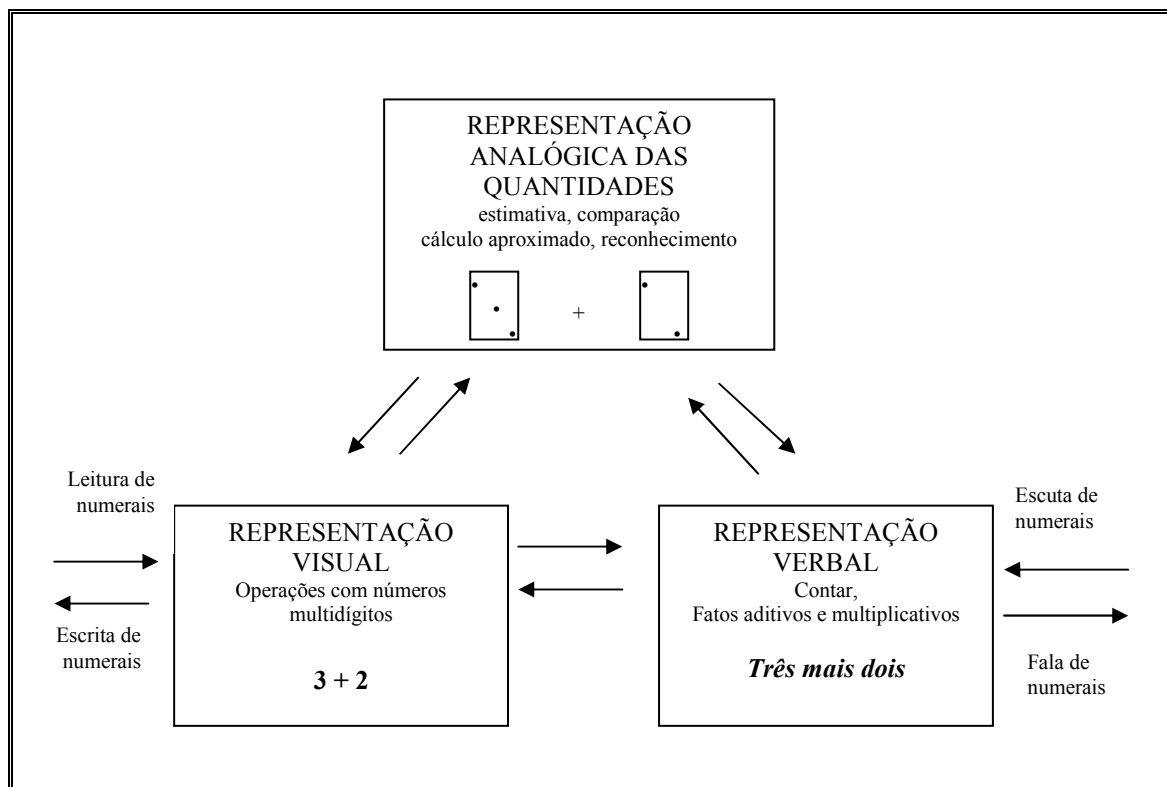 REPRESENTAÇÃO
ANALÓGICA DAS
QUANTIDADES
estimativa, comparação
cálculo aproximado, reconhecimento
+
Leitura de
numerais
Escrita de
numerais
REPRESENTAÇÃO
VISUAL
Operações com números
multidígitos
3 + 2
REPRESENTAÇÃO
VERBAL
Contar,
Fatos aditivos e multiplicativos
Três mais dois
Escuta de
numerais
Fala de
numerais